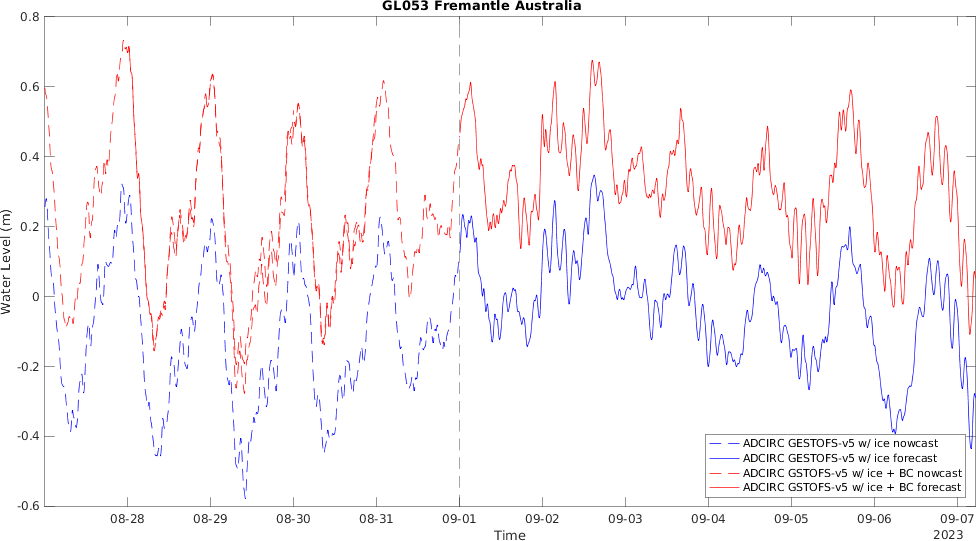 GL053 Fremantle Australia
0.8
0.6
0.4
0.2
0
-0.2
-0.4
-0.6
Water Level (m)
ADCIRC GESTOFS-v5 w/ ice nowcast
ADCIRC GESTOFS-v5 w/ ice forecast
ADCIRC GSTOFS-v5 w/ ice + BC nowcast
ADCIRC GSTOFS-v5 w/ ice + BC forecast
08-28 08-29 08-30 08-31 09-01 09-02 09-03 09-04 09-05 09-06 09-07
Time
2023